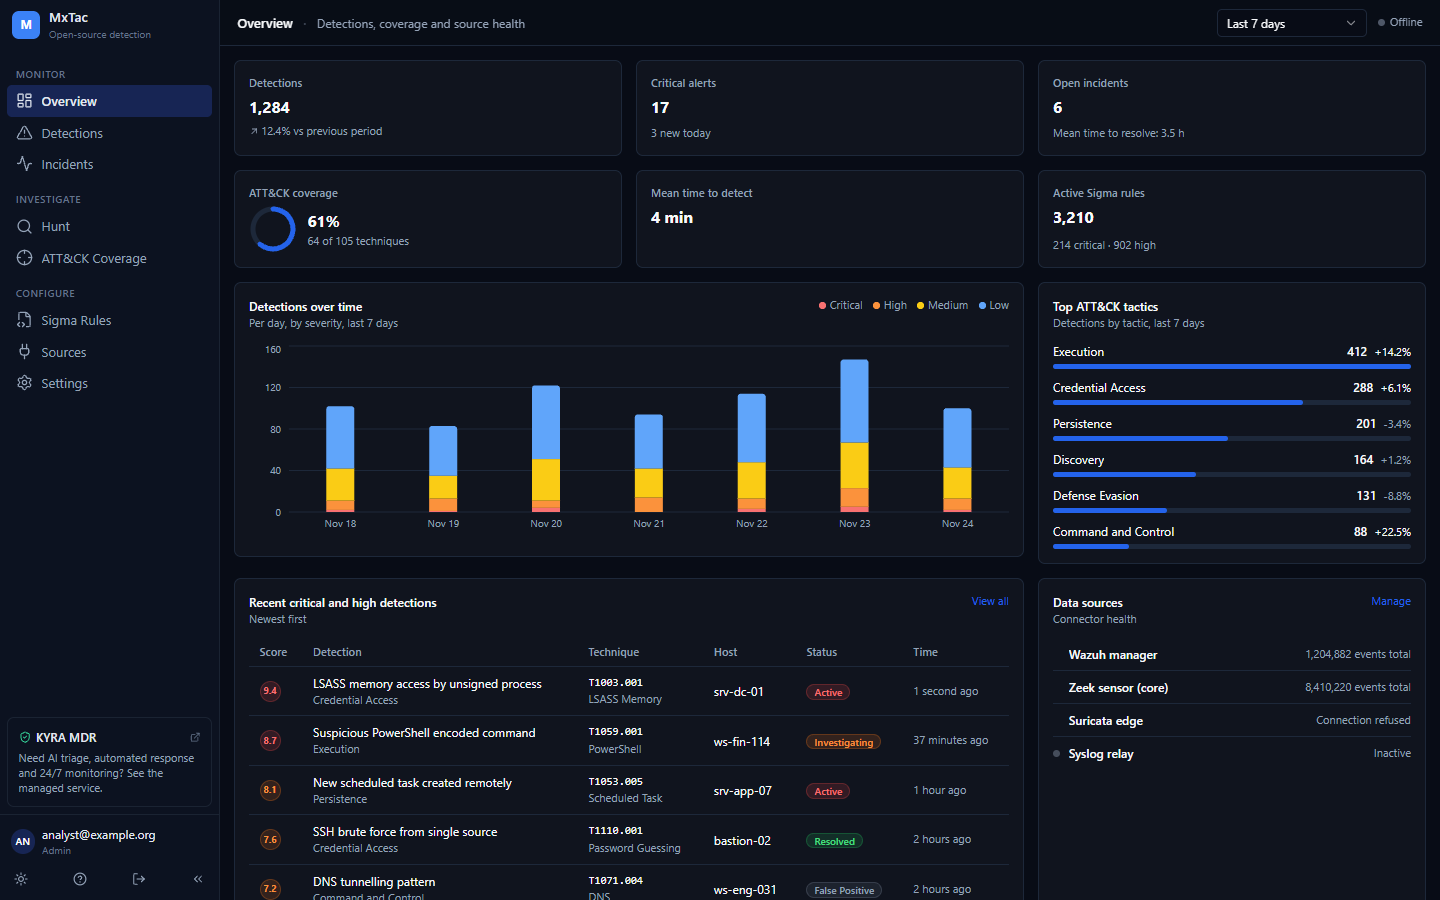 M
MxTac
Open-source detection
MONITOR
Overview
Detections
Incidents
INVESTIGATE
Hunt
ATT&CK Coverage
CONFIGURE
Sigma Rules
Sources
Settings
KYRA MDR
Need AI triage, automated response
and 24/7 monitoring? See the
managed service.
AN
analyst@example.org
Admin
Overview · Detections, coverage and source health
Last 7 days
Offline
Detections
1,284
12.4% vs previous period
Critical alerts
17
3 new today
Open incidents
6
Mean time to resolve: 3.5 h
ATT&CK coverage
61%
64 of 105 techniques
Mean time to detect
4 min
Active Sigma rules
3,210
214 critical · 902 high
Detections over time
Per day, by severity, last 7 days
Critical High Medium Low
160
120
80
40
0
Nov 18 Nov 19 Nov 20 Nov 21 Nov 22 Nov 23 Nov 24
Top ATT&CK tactics
Detections by tactic, last 7 days
Execution 412 +14.2%
Credential Access 288 +6.1%
Persistence 201 -3.4%
Discovery 164 +1.2%
Defense Evasion 131 -8.8%
Command and Control 88 +22.5%
Recent critical and high detections
View all
Newest first
Score Detection Technique Host Status Time
9.4 LSASS memory access by unsigned process T1003.001 srv-dc-01 Active 1 second ago
Credential Access LSASS Memory
8.7 Suspicious PowerShell encoded command T1059.001 ws-fin-114 Investigating 37 minutes ago
Execution PowerShell
8.1 New scheduled task created remotely T1053.005 srv-app-07 Active 1 hour ago
Persistence Scheduled Task
7.6 SSH brute force from single source T1110.001 bastion-02 Resolved 2 hours ago
Credential Access Password Guessing
7.2 DNS tunnelling pattern T1071.004 ws-eng-031 False Positive 2 hours ago
Command and Control DNS
Data sources
Manage
Connector health
Wazuh manager 1,204,882 events total
Zeek sensor (core) 8,410,220 events total
Suricata edge Connection refused
Syslog relay Inactive